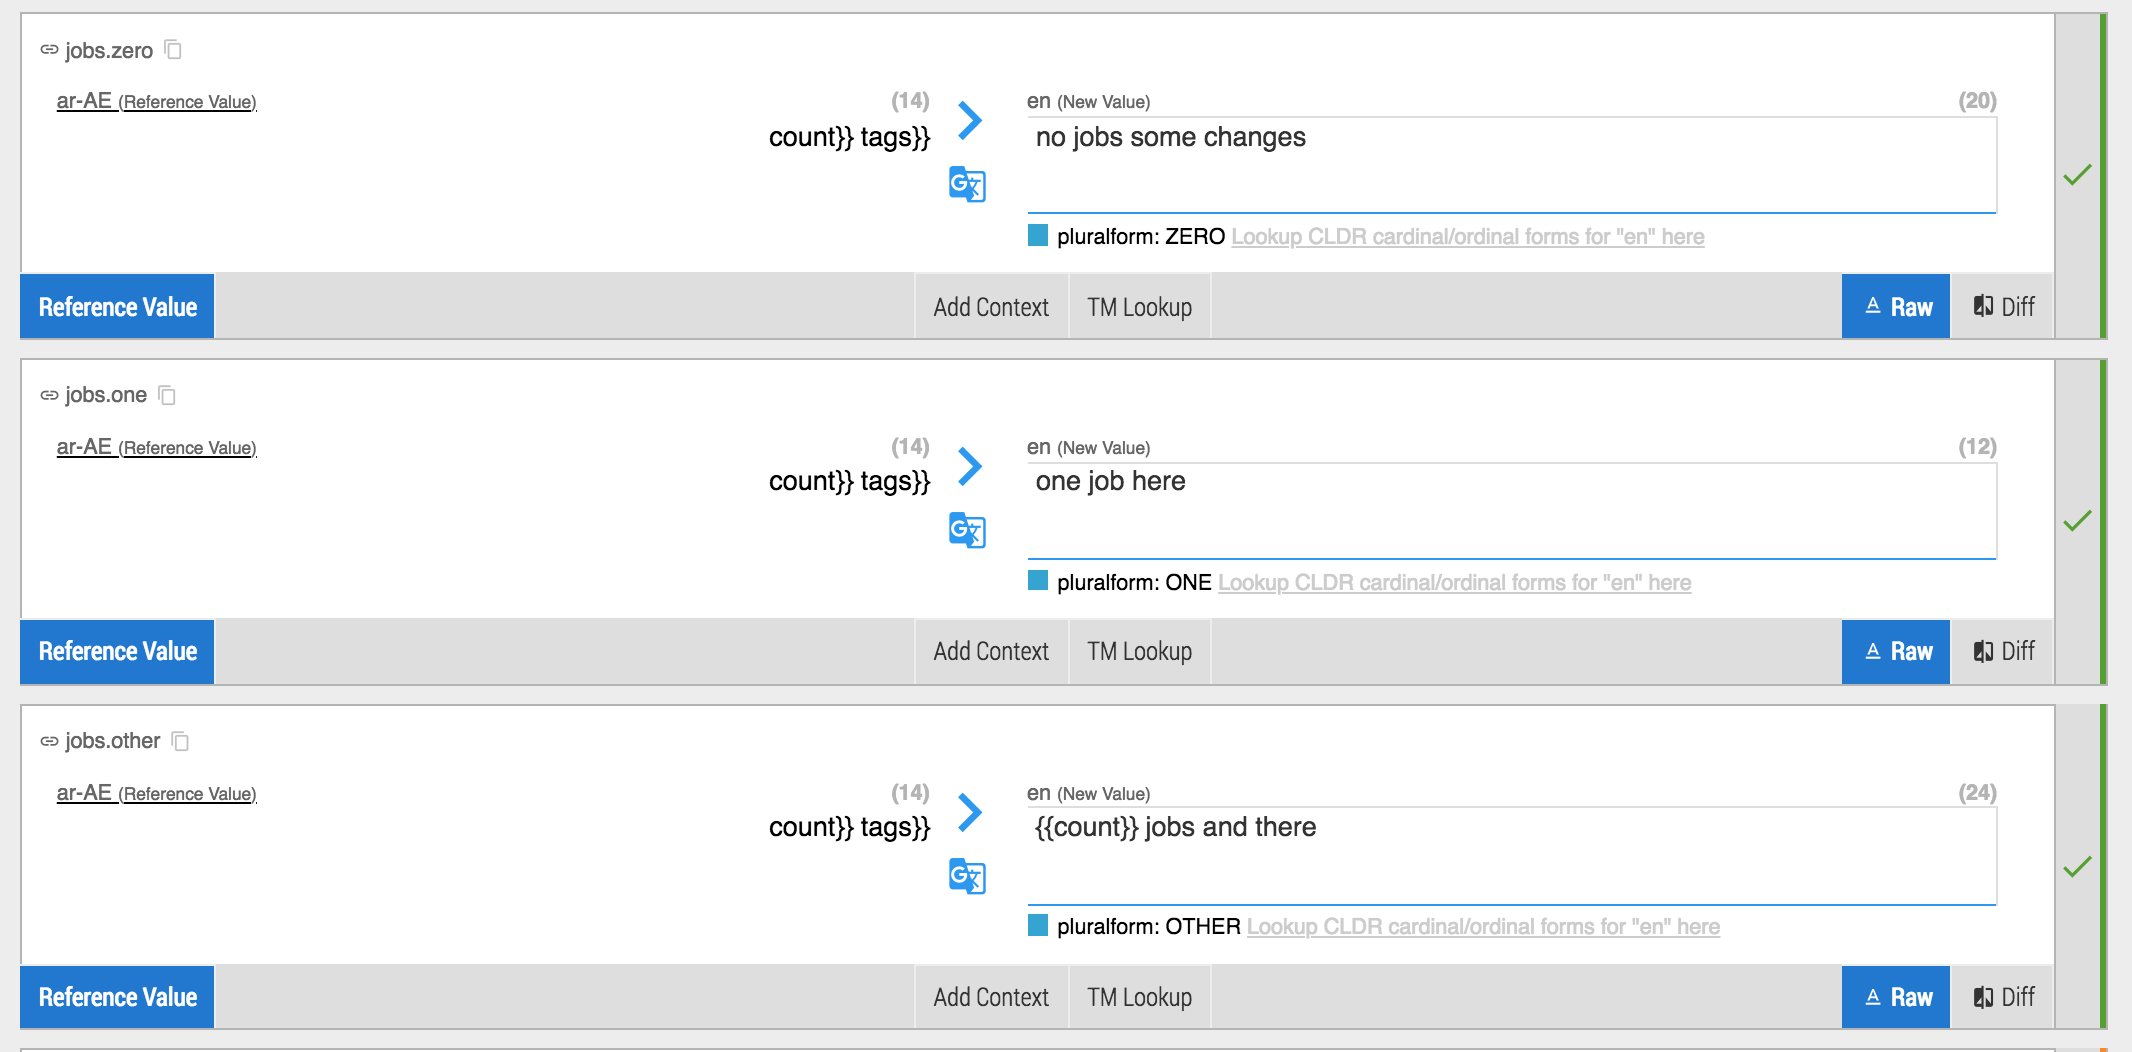 jobs.zero
ar-AE (Reference Value)
(14)
count}} tags}}
en (New Value)
(20)
no jobs some changes
pluralform: ZERO Lookup CLDR cardinal/ordinal forms for "en" here
Reference Value
Add Context
TM Lookup
Raw
Diff
jobs.one
ar-AE (Reference Value)
(14)
count}} tags}}
en (New Value)
(12)
one job here
pluralform: ONE Lookup CLDR cardinal/ordinal forms for "en" here
Reference Value
Add Context
TM Lookup
Raw
Diff
jobs.other
ar-AE (Reference Value)
(14)
count}} tags}}
en (New Value)
(24)
{{count}} jobs and there
pluralform: OTHER Lookup CLDR cardinal/ordinal forms for "en" here
Reference Value
Add Context
TM Lookup
Raw
Diff